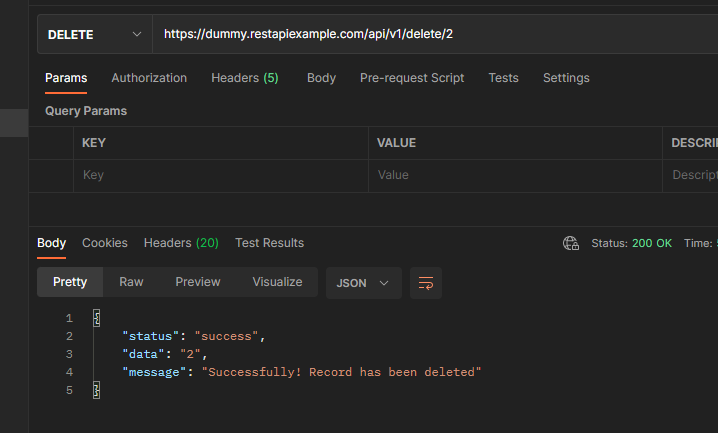 DELETE https://dummy.restapiexample.com/api/v1/delete/2
Params Authorization Headers (5) Body Pre-request Script Tests Settings
Query Params
KEY VALUE DESCRI
Key Value Descript
Body Cookies Headers (20) Test Results Status: 200 OK Time:
Pretty Raw Preview Visualize JSON
1 {
2 "status": "success",
3 "data": "2",
4 "message": "Successfully! Record has been deleted"
5 }